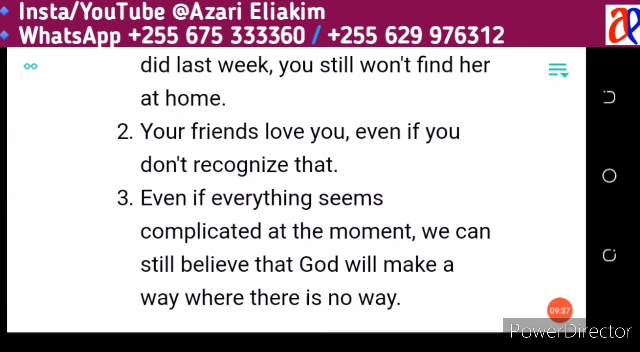 Insta/YouTube @Azari Eliakim
WhatsApp +255 675 333360 / +255 629 976312
did last week, you still won't find her
at home.
2. Your friends love you, even if you
don't recognize that.
3. Even if everything seems
complicated at the moment, we can
still believe that God will make a
way where there is no way.
09:37
PowerDirector